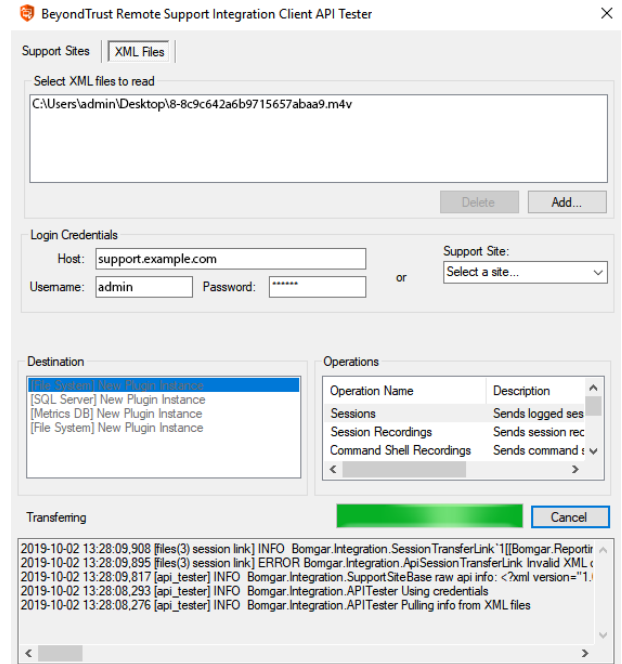 BeyondTrust Remote Support Integration Client API Tester
Support Sites
XML Files
Select XML files to read
C:\Users\admin\Desktop\8-8c9c642a6b9715657abaa9.m4v
Delete
Add...
Login Credentials
Host:
support.example.com
Username:
admin
Password:
******
or
Support Site:
Select a site...
Destination
[File System] New Plugin Instance
[SQL Server] New Plugin Instance
[Metrics DB] New Plugin Instance
[File System] New Plugin Instance
Operations
Operation Name Description
Sessions Sends logged ses
Session Recordings Sends session rec
Command Shell Recordings Sends command s
Transferring
Cancel
2019-10-02 13:28:09,908 [files(3) session link] INFO Bomgar.Integration.SessionTransferLink`1[[Bomgar.Reportin
2019-10-02 13:28:09,895 [files(3) session link] ERROR Bomgar.Integration.ApiSessionTransferLink Invalid XML
2019-10-02 13:28:09,817 [api_tester] INFO Bomgar.Integration.SupportSiteBase raw api info: <?xml version="1.
2019-10-02 13:28:08,293 [api_tester] INFO Bomgar.Integration.APITester Using credentials
2019-10-02 13:28:08,276 [api_tester] INFO Bomgar.Integration.APITester Pulling info from XML files